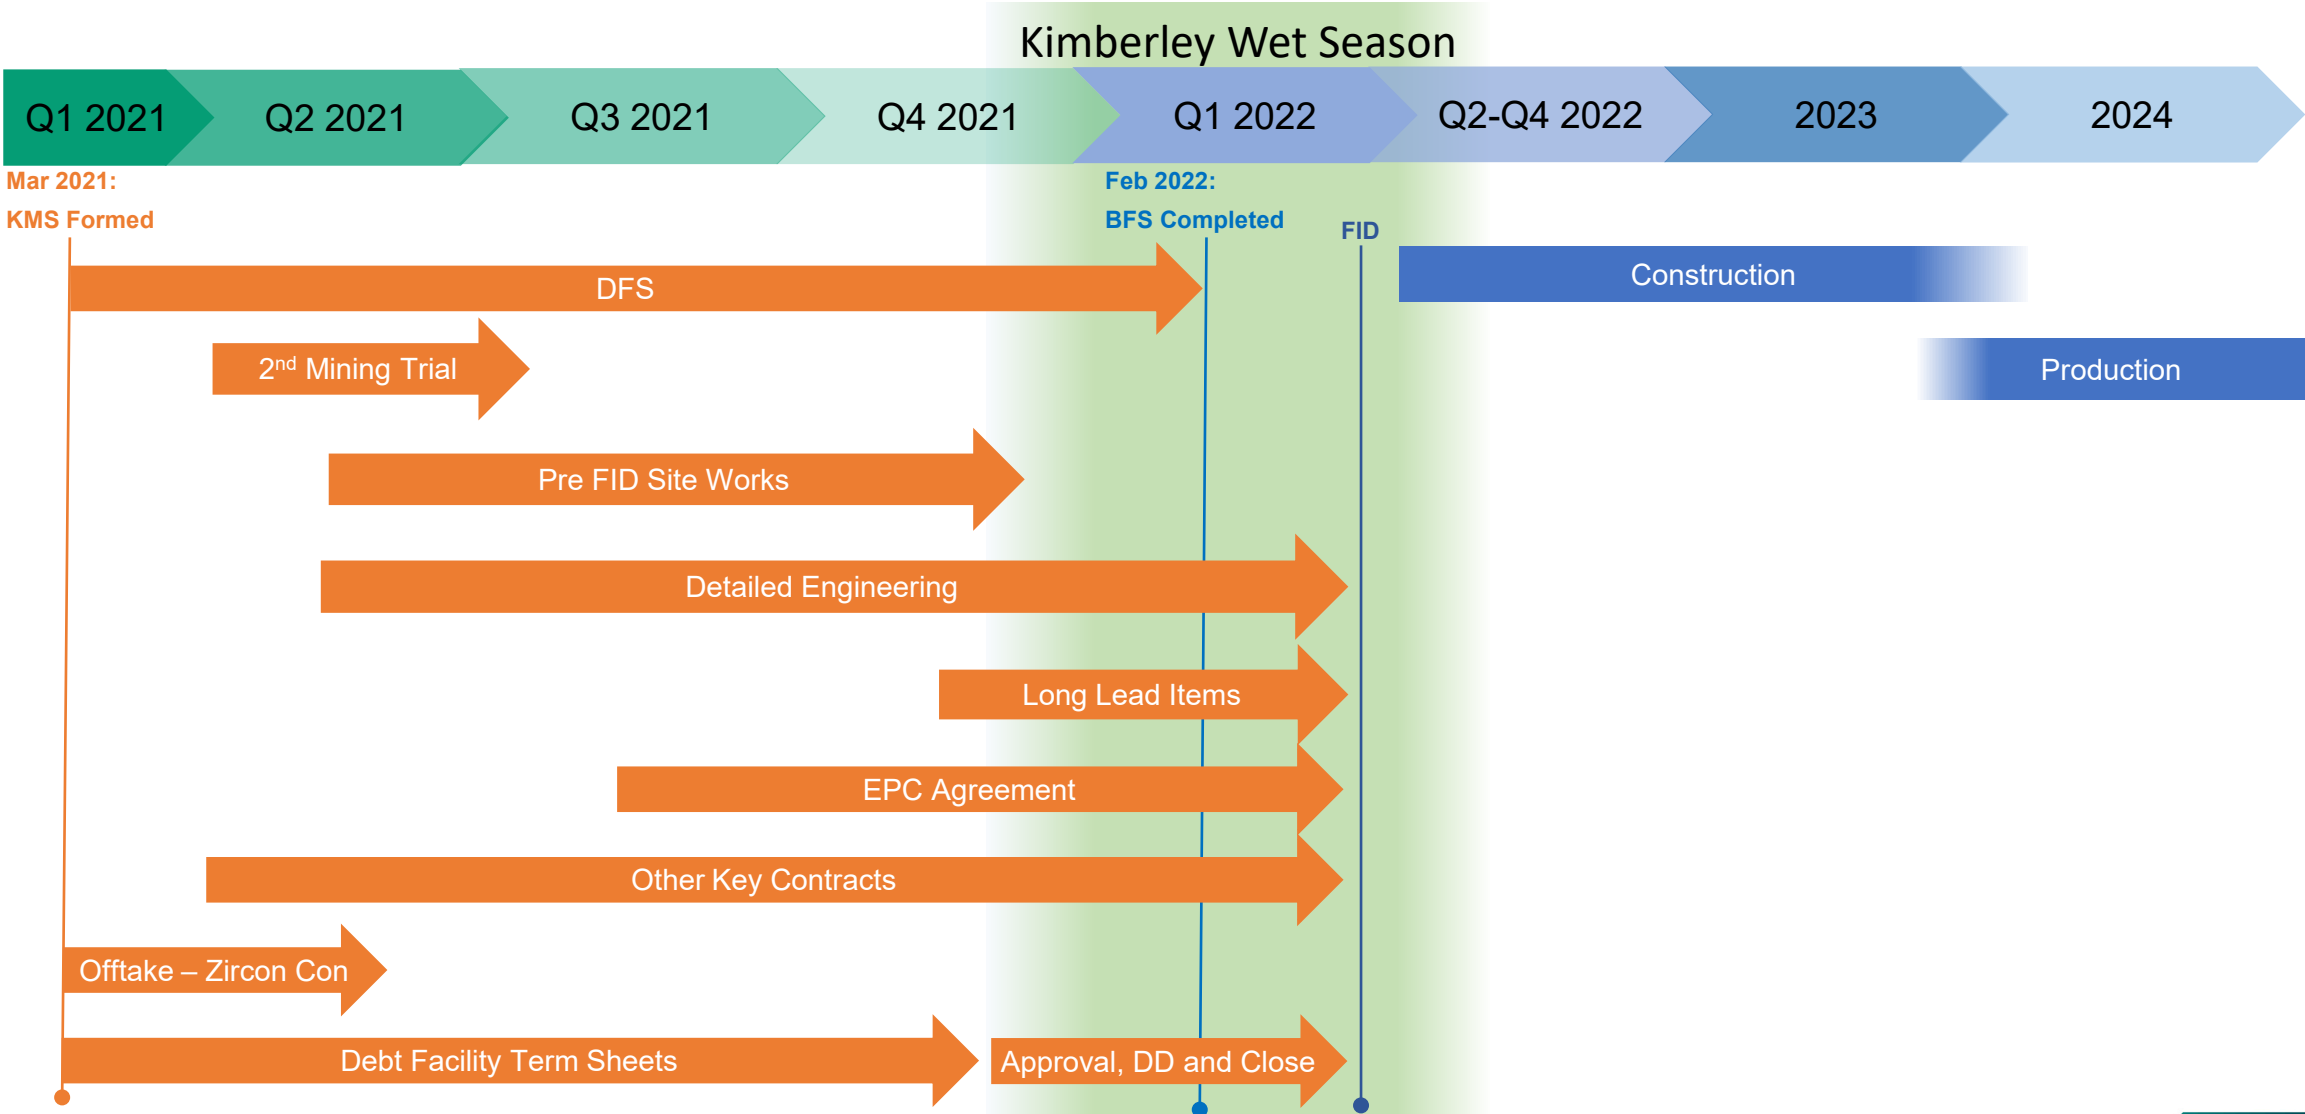 Kimberley Wet Season
Q1 2021
Q2 2021
Q3 2021
Q4 2021
Q1 2022
Q2-Q4 2022
2023
2024
Mar 2021:
KMS Formed
Feb 2022:
BFS Completed
FID
DFS
Construction
2nd Mining Trial
Production
Pre FID Site Works
Detailed Engineering
Long Lead Items
EPC Agreement
Other Key Contracts
Offtake – Zircon Con
Debt Facility Term Sheets
Approval, DD and Close